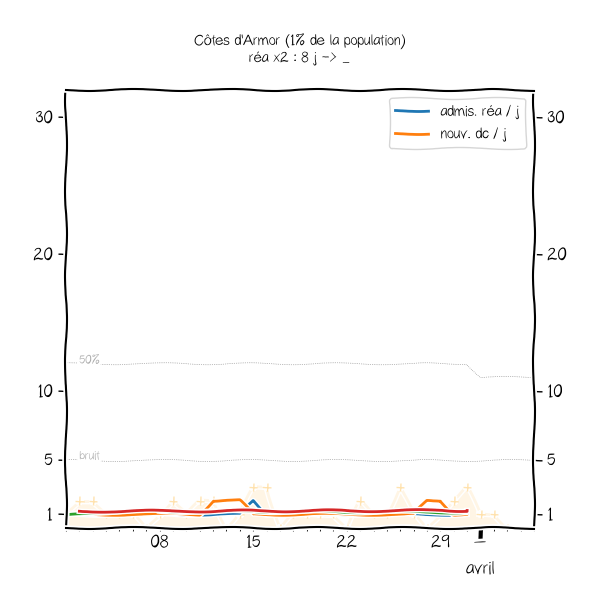 Côtes d'Armor (1% de la population)
réa x2 : 8 j -> _
admis. réa / j
nouv. dc / j
30
30
20
20
50%
10
10
bruit
5
5
1
1
08
15
22
29
1
avril